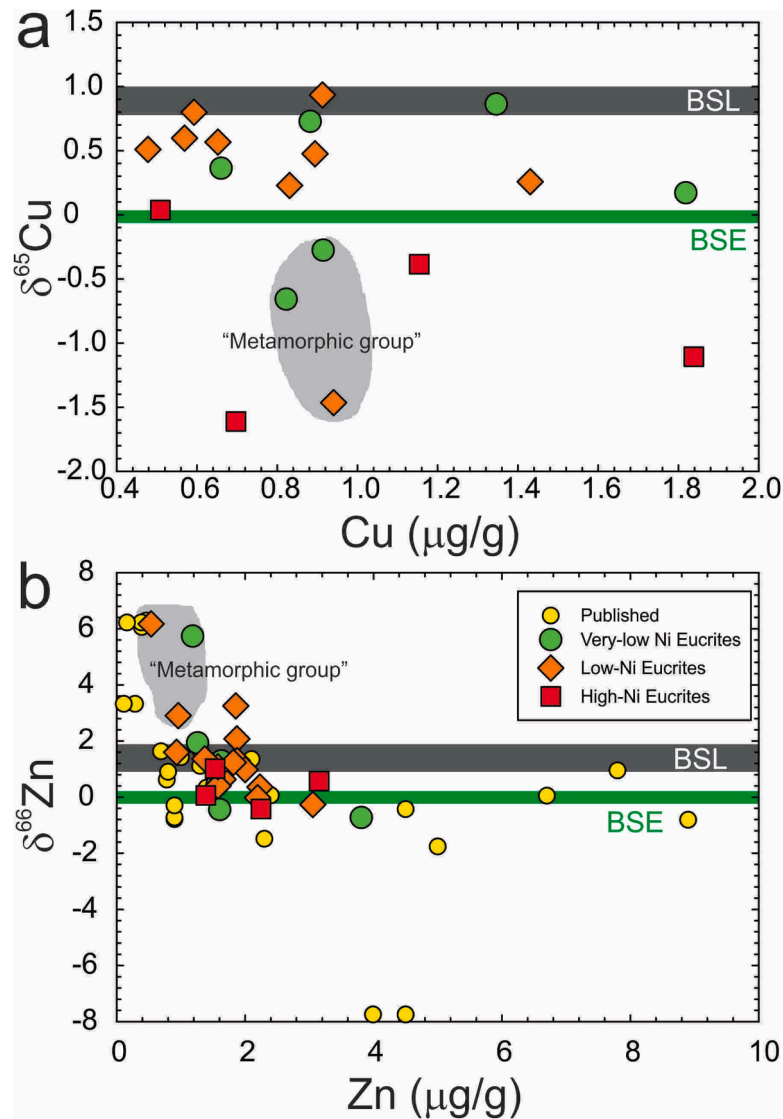 a
1.5
1.0
0.5
0
-0.5
-1.0
-1.5
-2.0
δ⁶⁵Cu
BSL
BSE
“Metamorphic group”
0.4 0.6 0.8 1.0 1.2 1.4 1.6 1.8 2.0
Cu (μg/g)
b
8
6
4
2
0
-2
-4
-6
-8
δ⁶⁶Zn
“Metamorphic group”
Published
Very-low Ni Eucrites
Low-Ni Eucrites
High-Ni Eucrites
BSL
BSE
0 2 4 6 8 10
Zn (μg/g)